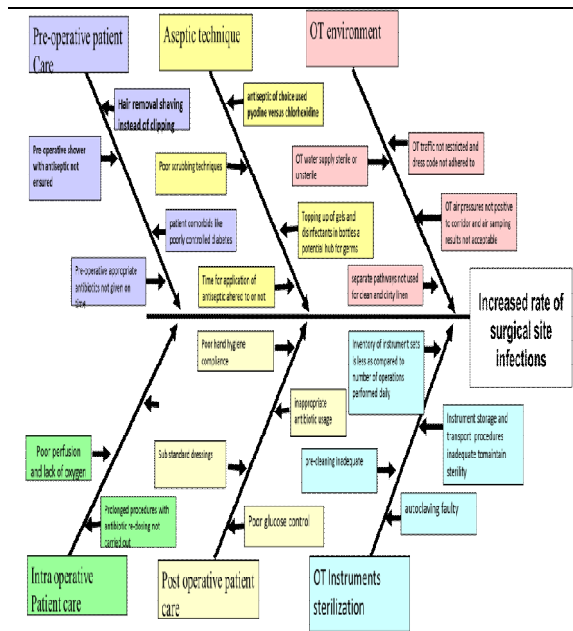 Pre-operative patient
Care
Aseptic technique
OT environment
Hair removal shaving
instead of clipping
antiseptic of choice used
pyodine versus chlorhexidine
OT traffic not restricted and
dress code not adhered to
Pre operative shower
with antiseptic not
ensured
Poor scrubbing techniques
OT water supply sterile or
unsterile
patient comorbids like
poorly controlled diabetes
Topping up of gels and
disinfectants in bottles a
potential hub for germs
OT air pressures not positive
to corridor and air sampling
results not acceptable
Pre-operative appropriate
antibiotics not given on
time
Time for application of
antiseptic ahered to or not
separate pathways not used
for clean and dirty linen
Increased rate of
surgical site
infections
Poor hand hygiene
compliance
Inventory of instrument sets
is less as compared to
number of operations
performed daily
inappropriate
antibiotic usage
Instrument storage and
transport procedures
inadequate tomaintain
sterility
Poor perfusion
and lack of oxygen
Sub standard dressings
pre-cleaning inadequate
Prolonged procedures with
antibiotic re-dosing not
carried out
Poor glucose control
autoclaving faulty
Intra operative
Patient care
Post operative patient
care
OT Instruments
sterilization